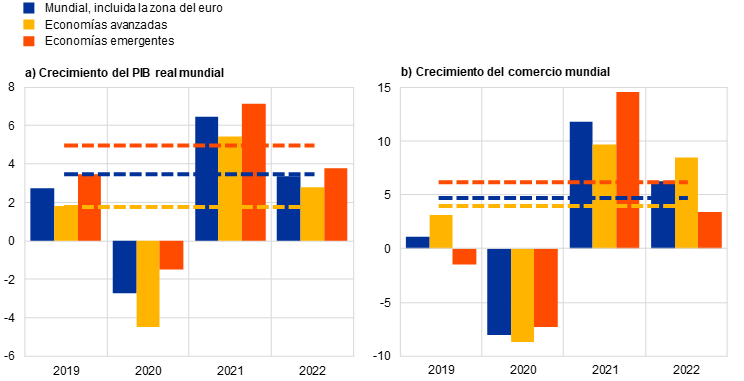 Mundial, incluida la zona del euro
Economías avanzadas
Economías emergentes
a) Crecimiento del PIB real mundial
8
6
4
2
0
-2
-4
-6
2019 2020 2021 2022
b) Crecimiento del comercio mundial
15
10
5
0
-5
-10
2019 2020 2021 2022